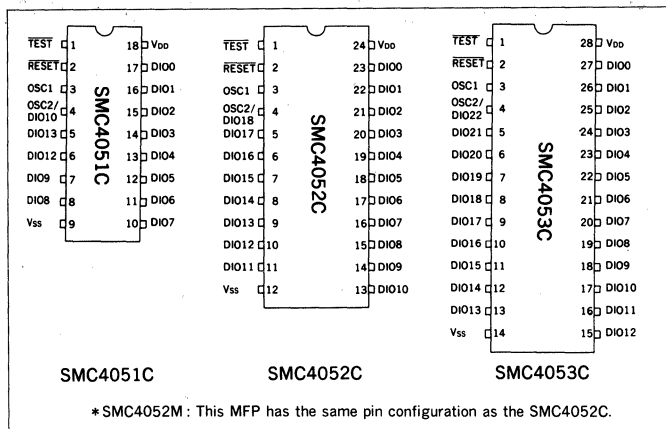 TEST 1 18 VDD
RESET 2 17 DIO0
OSC1 3 16 DIO1
OSC2/
DIO10 4 15 DIO2
DIO13 5 14 DIO3
DIO12 6 13 DIO4
DIO9 7 12 DIO5
DIO8 8 11 DIO6
Vss 9 10 DIO7
SMC4051C
SMC4051C
TEST 1 24 VDD
RESET 2 23 DIO0
OSC1 3 22 DIO1
OSC2/
DIO18 4 21 DIO2
DIO17 5 20 DIO3
DIO16 6 19 DIO4
DIO15 7 18 DIO5
DIO14 8 17 DIO6
DIO13 9 16 DIO7
DIO12 10 15 DIO8
DIO11 11 14 DIO9
Vss 12 13 DIO10
SMC4052C
SMC4052C
TEST 1 28 VDD
RESET 2 27 DIO0
OSC1 3 26 DIO1
OSC2/
DIO22 4 25 DIO2
DIO21 5 24 DIO3
DIO20 6 23 DIO4
DIO19 7 22 DIO5
DIO18 8 21 DIO6
DIO17 9 20 DIO7
DIO16 10 19 DIO8
DIO15 11 18 DIO9
DIO14 12 17 DIO10
DIO13 13 16 DIO11
Vss 14 15 DIO12
SMC4053C
SMC4053C
*SMC4052M : This MFP has the same pin configuration as the SMC4052C.